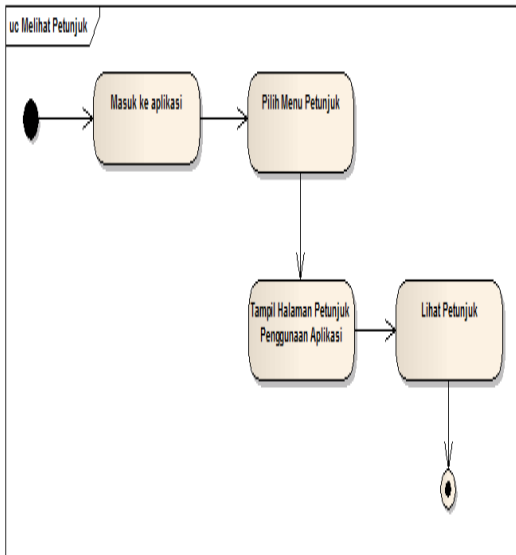 uc Melihat Petunjuk
Masuk ke aplikasi
Pilih Menu Petunjuk
Tampil Halaman Petunjuk
Penggunaan Aplikasi
Lihat Petunjuk